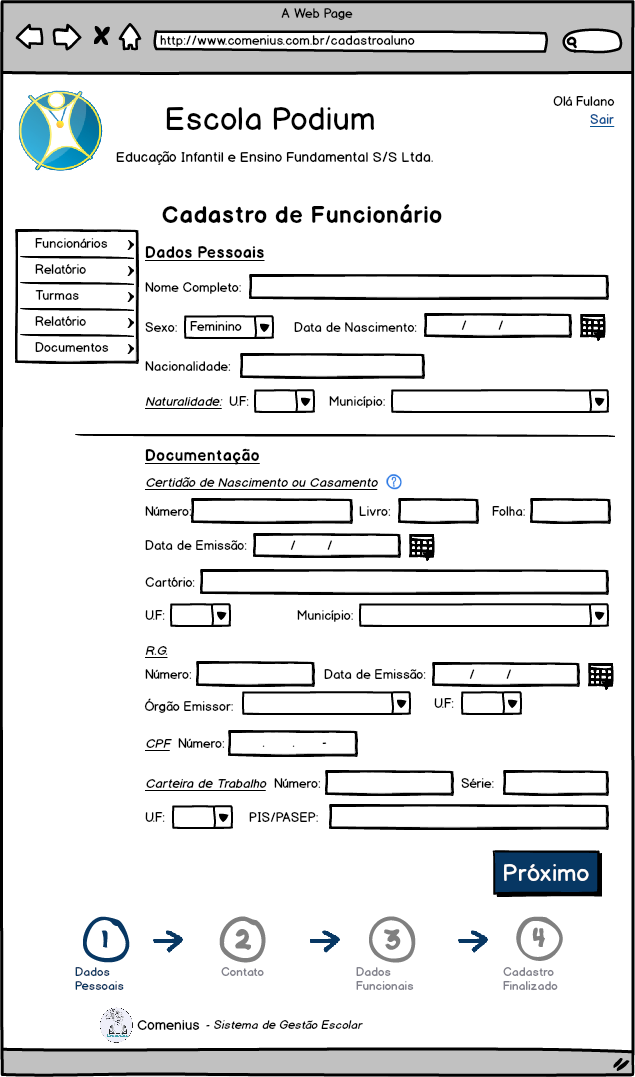 A Web Page
http://www.comenius.com.br/cadastroaluno
Olá Fulano
Escola Podium
Sair
Educação Infantil e Ensino Fundamental S/S Ltda.
Cadastro de Funcionário
Funcionários
Relatório
Turmas
Relatório
Documentos
Dados Pessoais
Nome Completo:
Sexo: Feminino Data de Nascimento: / /
Nacionalidade:
Naturalidade: U.F: Município:
Documentação
Certidão de Nascimento ou Casamento ?
Número: Livro: Folha:
Data de Emissão: / /
Cartório:
U.F: Município:
R.G.
Número: Data de Emissão: / /
Órgão Emissor: U.F:
CPF Número: . . -
Carteira de Trabalho Número: Série:
U.F: PIS/PASEP:
Próximo
1 2 3 4
Dados Pessoais
Contato
Dados Funcionais
Cadastro Finalizado
Comenius - Sistema de Gestão Escolar